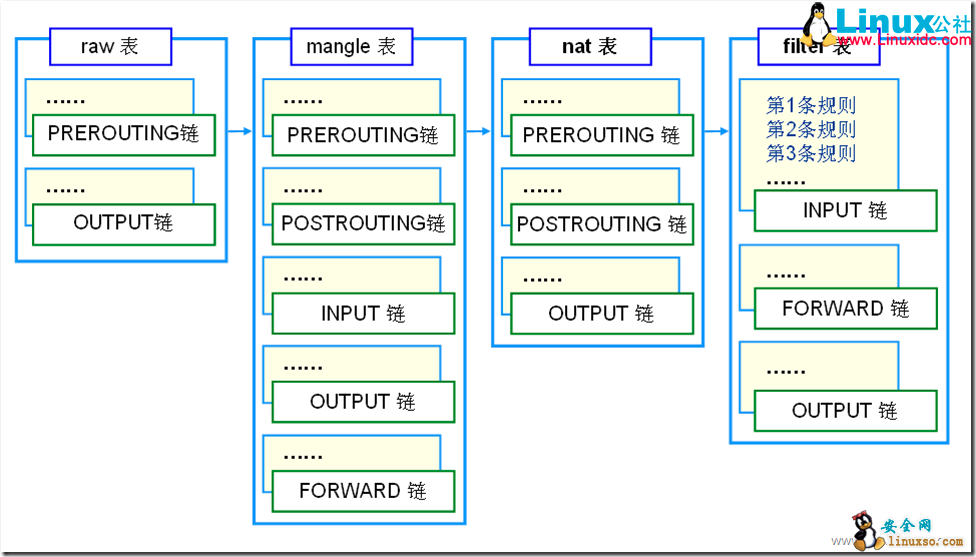 Linux公社
www.Linuxidc.com
raw 表
……
PREROUTING链
……
OUTPUT链
mangle 表
……
PREROUTING链
……
POSTROUTING链
……
INPUT 链
……
OUTPUT 链
……
FORWARD 链
nat 表
……
PREROUTING 链
……
POSTROUTING 链
……
OUTPUT 链
filter 表
第1条规则
第2条规则
第3条规则
……
INPUT 链
……
FORWARD 链
……
OUTPUT 链
安全网
www.linuxso.com